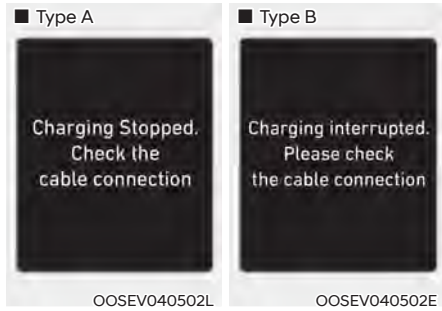 ■ Type A
Charging Stopped.
Check the
cable connection
OOSEV040502L
■ Type B
Charging interrupted.
Please check
the cable connection
OOSEV040502E